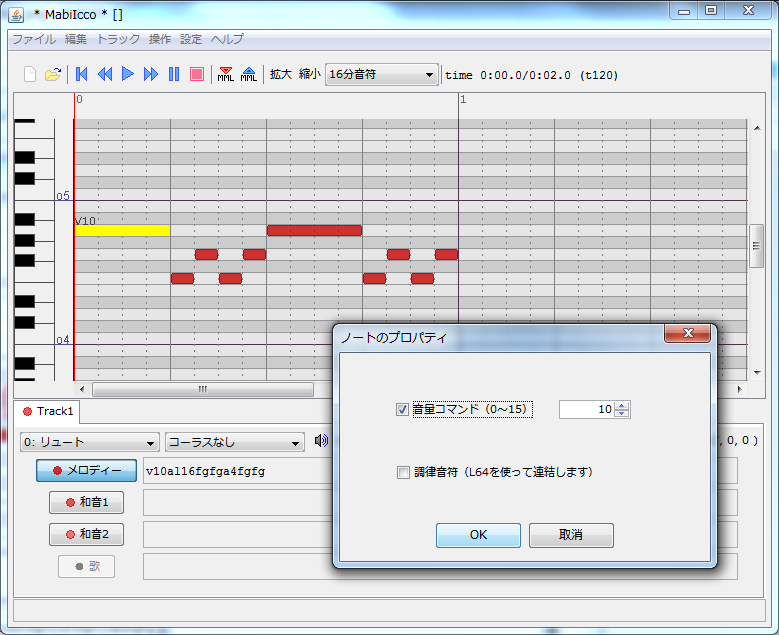 * MabiIcco * []
ファイル 編集 トラック 操作 設定 ヘルプ
MML MML 拡大 縮小 16分音符 time 0:00.0/0:02.0 (t120)
0 1
o5
V10
o4
ノートのプロパティ
音量コマンド（0～15） 10
調律音符（L64を使って連結します）
OK 取消
Track1
0: リュート コーラスなし , 0, 0 )
メロディー v10al16fgfga4fgfg
和音1
和音2
歌